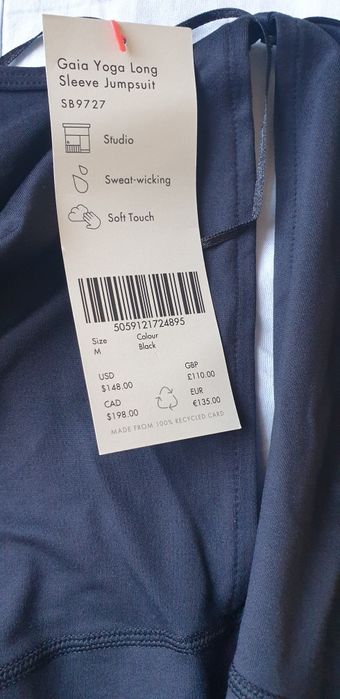 Gaia Yoga Long
Sleeve Jumpsuit
SB9727
Studio
Sweat-wicking
Soft Touch
5059121724895
Size
M
Colour
Black
USD
$148.00
GBP
£110.00
CAD
$198.00
EUR
€135.00
MADE FROM 100% RECYCLED CARD